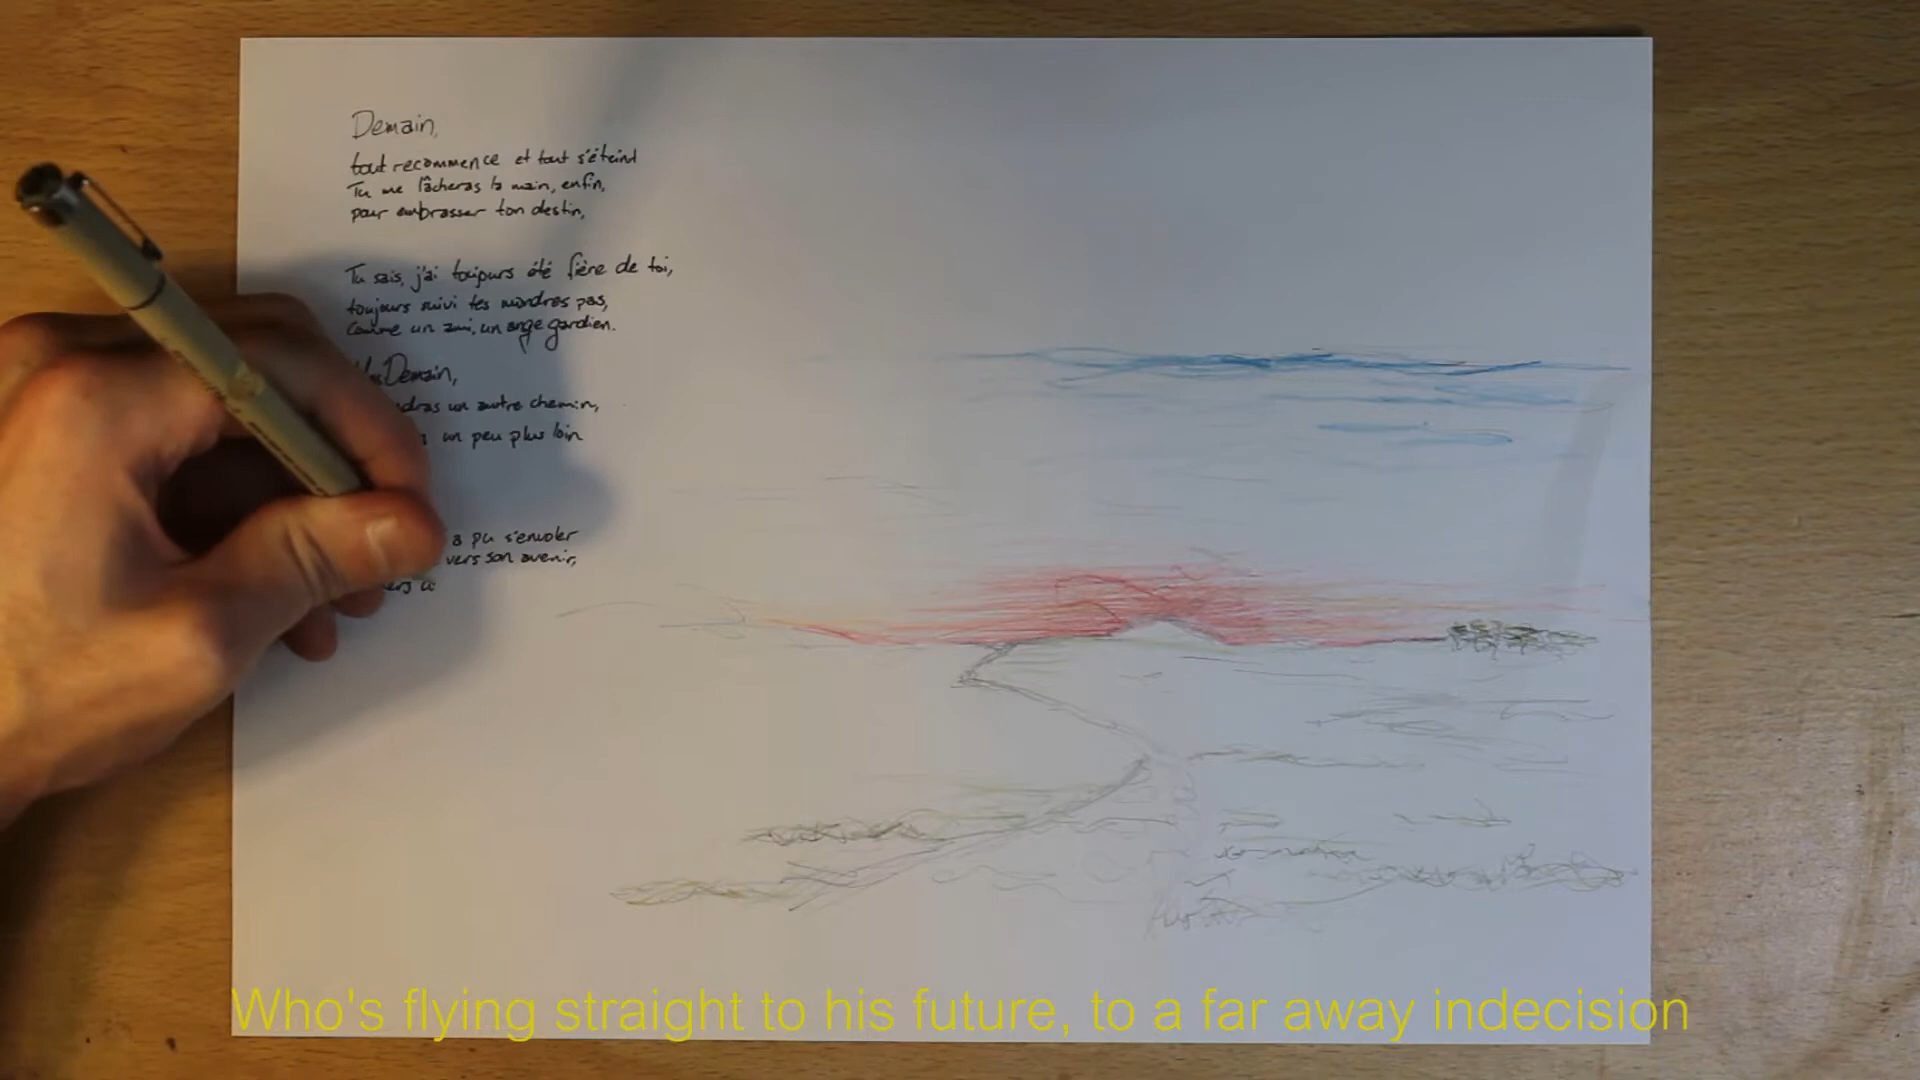 Demain,
tout recommence et tout s'éteint
Tu me lâcheras la main, enfin,
pour embrasser ton destin,
Tu sais, j'ai toujours été fière de toi,
toujours suivi tes moindres pas,
Comme un ami, un ange gardien.
Demain,
un autre chemin,
un peu plus loin
a pu s'envoler
vers son avenir,
Who's flying straight to his future, to a far away indecision